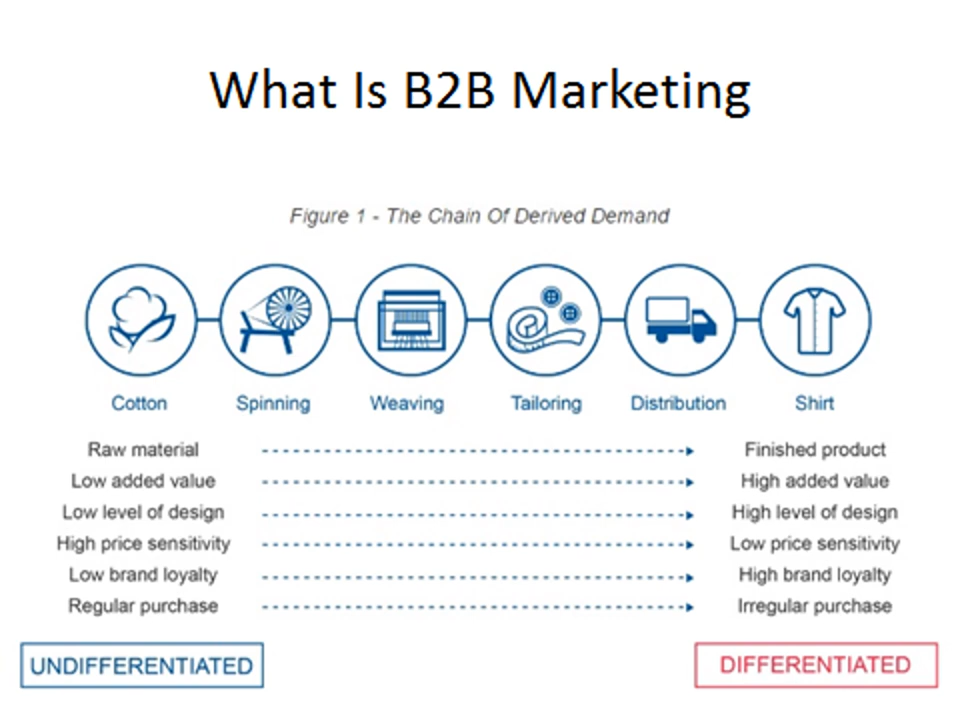 What Is B2B Marketing
Figure 1 - The Chain Of Derived Demand
Cotton Spinning Weaving Tailoring Distribution Shirt
Raw material Finished product
Low added value High added value
Low level of design High level of design
High price sensitivity Low price sensitivity
Low brand loyalty High brand loyalty
Regular purchase Irregular purchase
UNDIFFERENTIATED DIFFERENTIATED